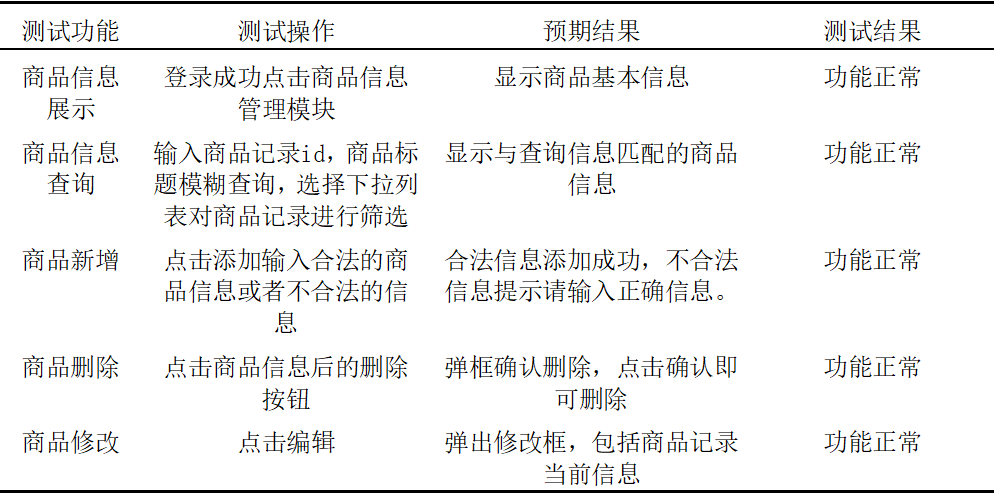 测试功能 测试操作 预期结果 测试结果
商品信息 登录成功点击商品信息 显示商品基本信息 功能正常
展示 管理模块
商品信息 输入商品记录id，商品标 显示与查询信息匹配的商品 功能正常
查询 题模糊查询，选择下拉列 信息
表对商品记录进行筛选
商品新增 点击添加输入合法的商 合法信息添加成功，不合法 功能正常
品信息或者不合法的信 信息提示请输入正确信息。
息
商品删除 点击商品信息后的删除 弹框确认删除，点击确认即 功能正常
按钮 可删除
商品修改 点击编辑 弹出修改框，包括商品记录 功能正常
当前信息